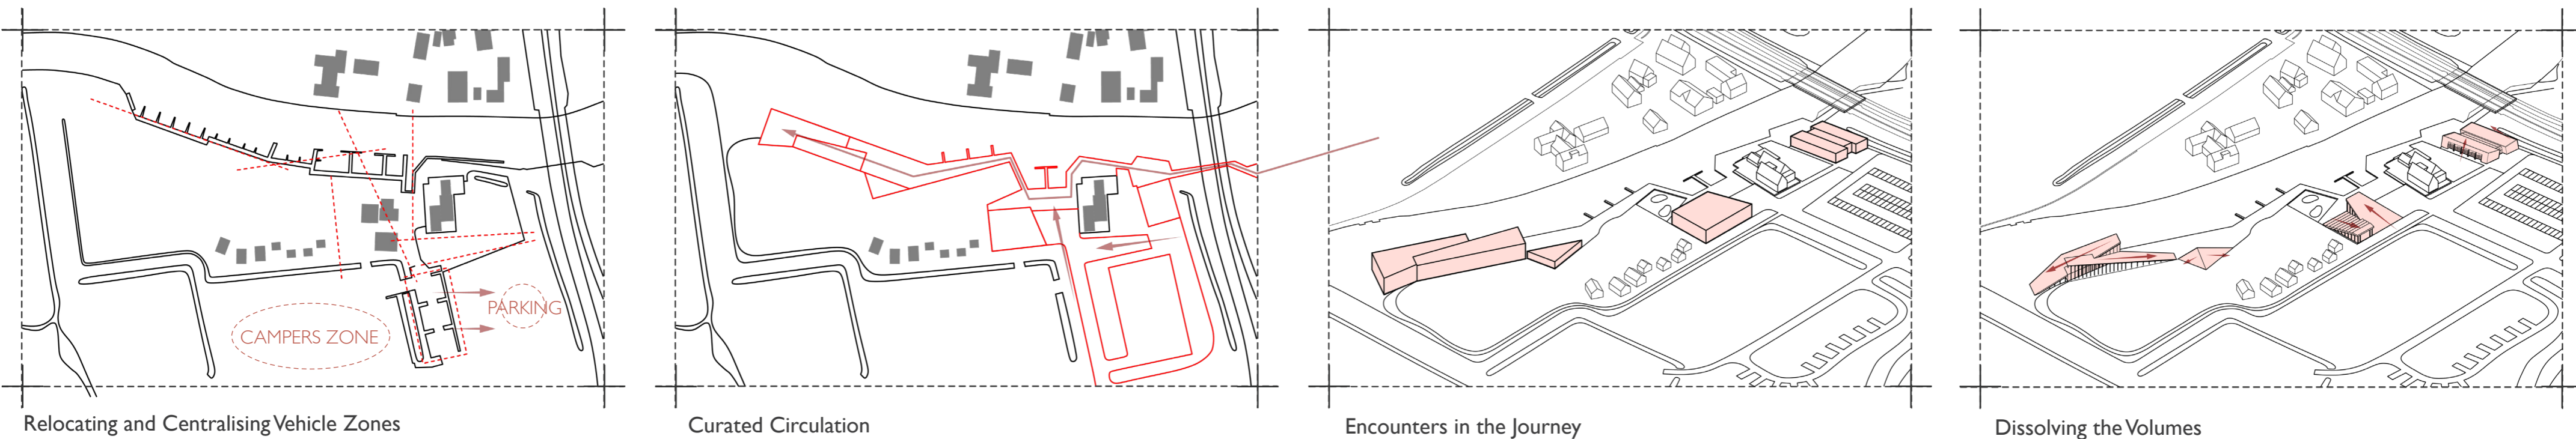 CAMPERS ZONE
PARKING
Relocating and Centralising Vehicle Zones
Curated Circulation
Encounters in the Journey
Dissolving the Volumes